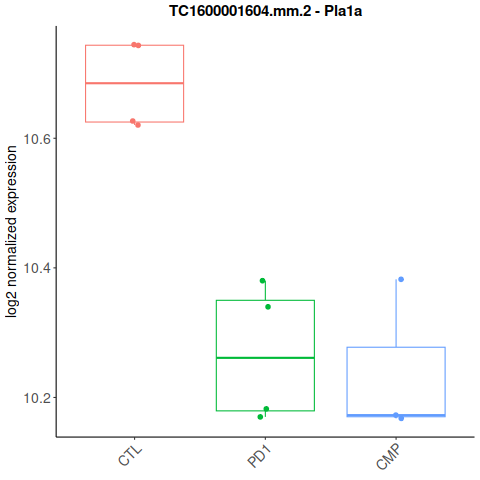 TC1600001604.mm.2 - Pla1a
log2 normalized expression
10.6
10.4
10.2
CTL
PD1
CMP